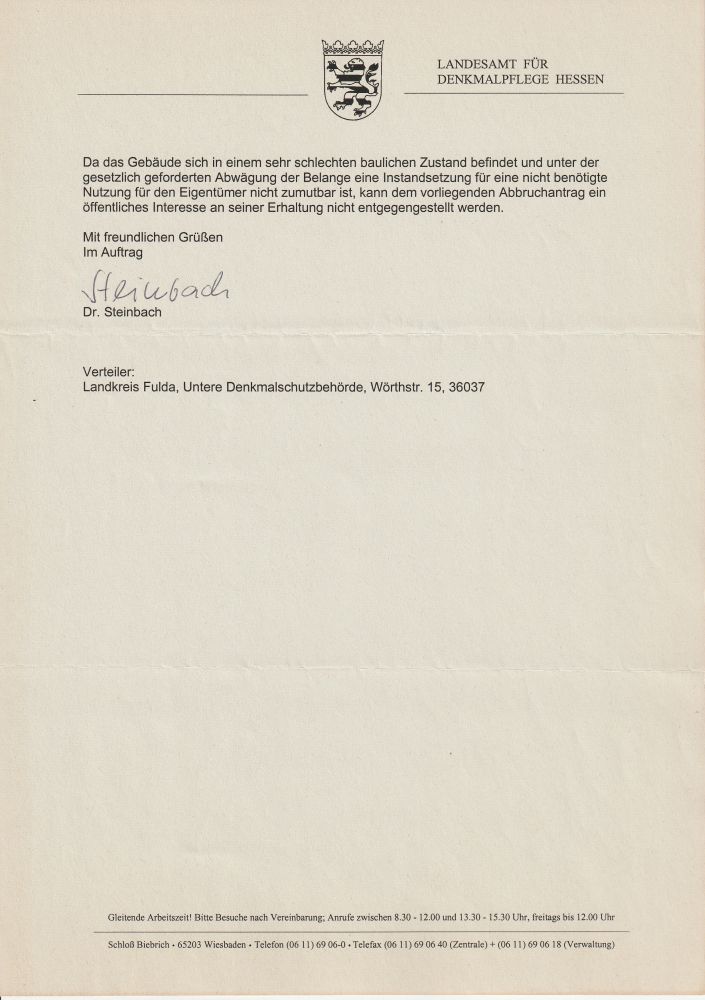 LANDESAMT FÜR
DENKMALPFLEGE HESSEN
Da das Gebäude sich in einem sehr schlechten baulichen Zustand befindet und unter der
gesetzlich geforderten Abwägung der Belange eine Instandsetzung für eine nicht benötigte
Nutzung für den Eigentümer nicht zumutbar ist, kann dem vorliegenden Abbruchantrag ein
öffentliches Interesse an seiner Erhaltung nicht entgegengestellt werden.
Mit freundlichen Grüßen
Im Auftrag
Steinbach
Dr. Steinbach
Verteiler:
Landkreis Fulda, Untere Denkmalschutzbehörde, Wörthstr. 15, 36037
Gleitende Arbeitszeit! Bitte Besuche nach Vereinbarung; Anrufe zwischen 8.30 - 12.00 und 13.30 - 15.30 Uhr, freitags bis 12.00 Uhr
Schloß Biebrich • 65203 Wiesbaden • Telefon (06 11) 69 06-0 • Telefax (06 11) 69 06 40 (Zentrale) + (06 11) 69 06 18 (Verwaltung)